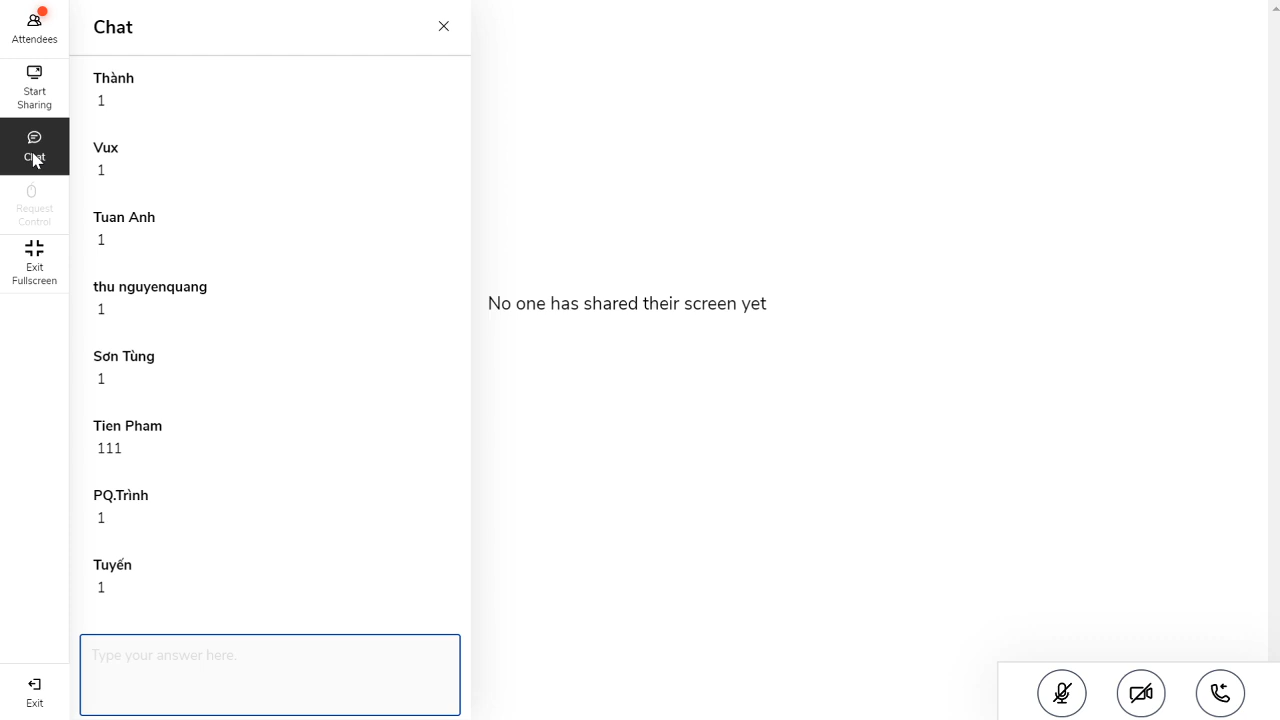 Attendees
Start
Sharing
Chat
Request
Control
Exit
Fullscreen
Exit
Chat
Thành
1
Vux
1
Tuan Anh
1
thu nguyenquang
1
Sơn Tùng
1
Tien Pham
111
PQ.Trình
1
Tuyến
1
Type your answer here.
No one has shared their screen yet